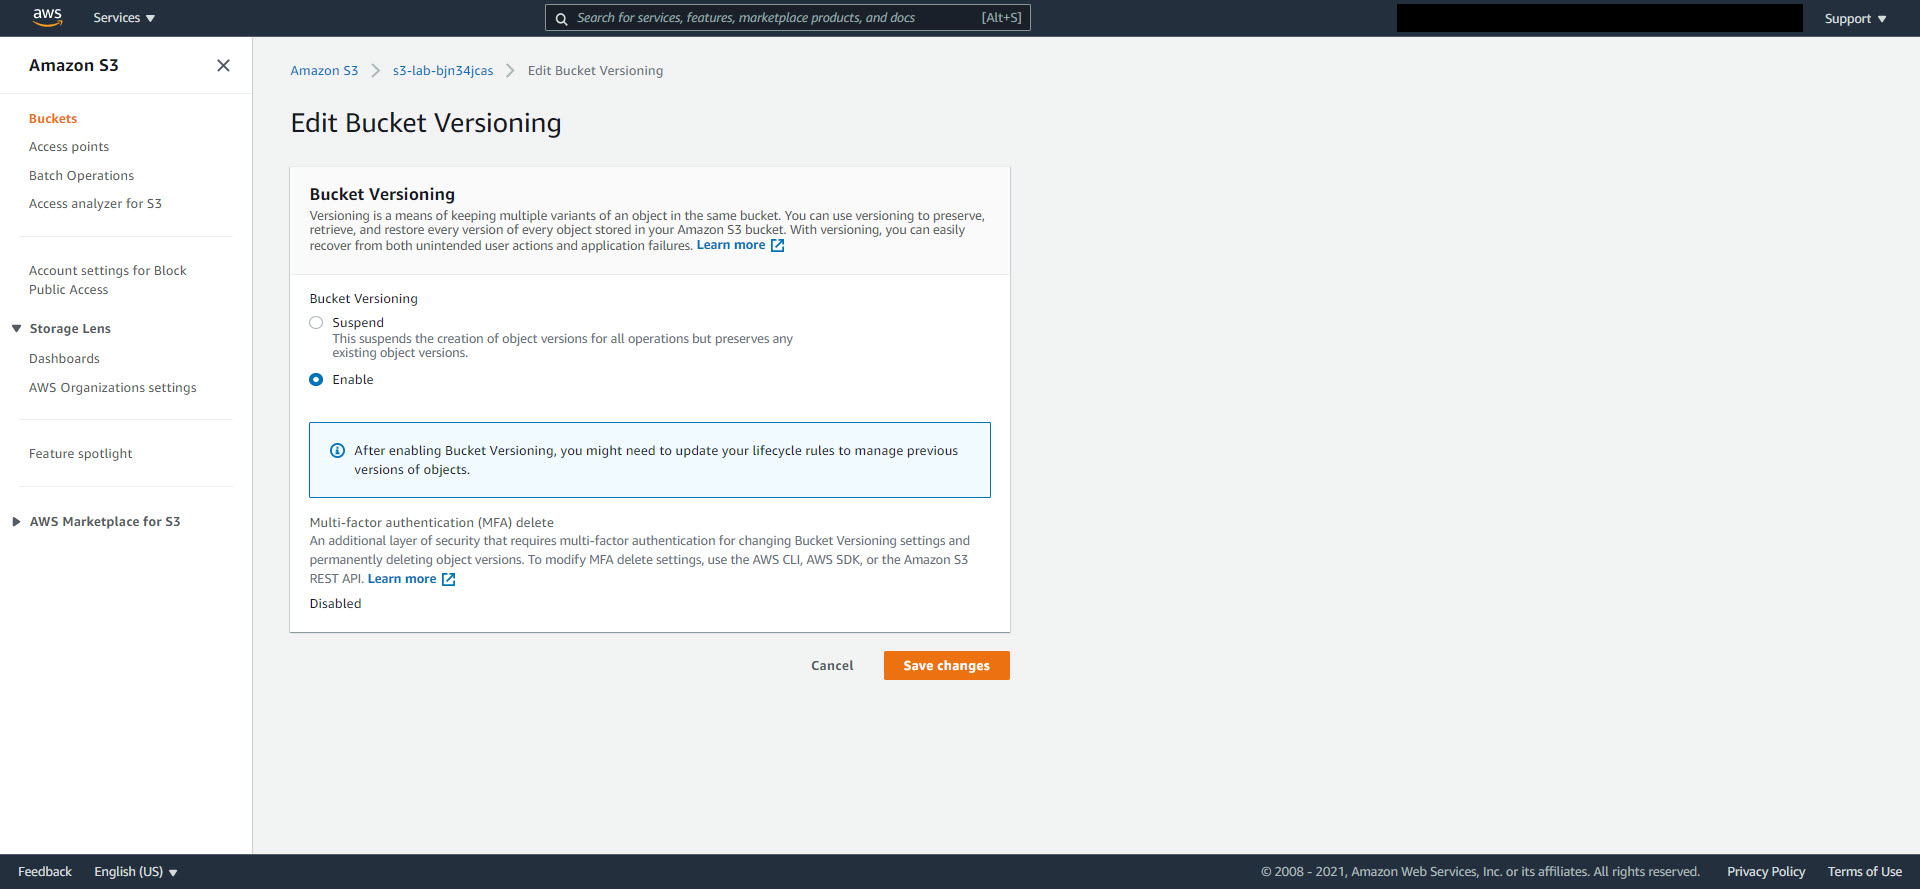 aws
Services
Search for services, features, marketplace products, and docs
[Alt+S]
Support
Amazon S3
Buckets
Access points
Batch Operations
Access analyzer for S3
Account settings for Block
Public Access
Storage Lens
Dashboards
AWS Organizations settings
Feature spotlight
AWS Marketplace for S3
Amazon S3
s3-lab-bjn34jcas
Edit Bucket Versioning
Edit Bucket Versioning
Bucket Versioning
Versioning is a means of keeping multiple variants of an object in the same bucket. You can use versioning to preserve,
retrieve, and restore every version of every object stored in your Amazon S3 bucket. With versioning, you can easily
recover from both unintended user actions and application failures. Learn more
Bucket Versioning
Suspend
This suspends the creation of object versions for all operations but preserves any
existing object versions.
Enable
After enabling Bucket Versioning, you might need to update your lifecycle rules to manage previous
versions of objects.
Multi-factor authentication (MFA) delete
An additional layer of security that requires multi-factor authentication for changing Bucket Versioning settings and
permanently deleting object versions. To modify MFA delete settings, use the AWS CLI, AWS SDK, or the Amazon S3
REST API. Learn more
Disabled
Cancel
Save changes
Feedback
English (US)
© 2008 - 2021, Amazon Web Services, Inc. or its affiliates. All rights reserved.
Privacy Policy
Terms of Use